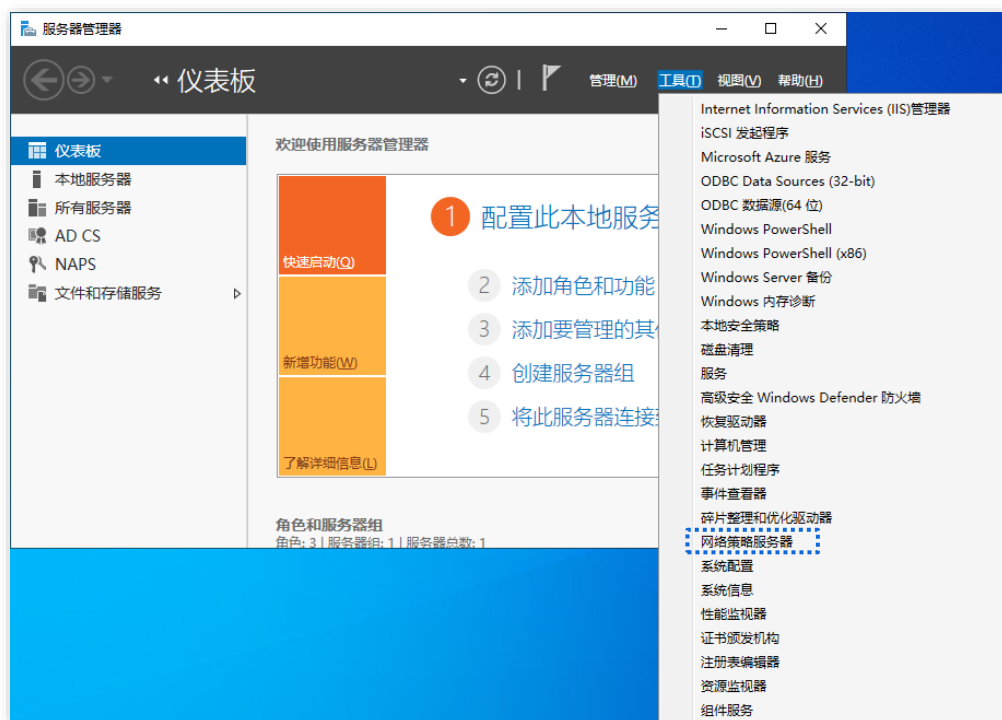 服务器管理器
仪表板
管理(M) 工具(T) 视图(V) 帮助(H)
仪表板
本地服务器
所有服务器
AD CS
NAPS
文件和存储服务
欢迎使用服务器管理器
快速启动(Q)
新增功能(W)
了解详细信息(L)
1 配置此本地服务
2 添加角色和功能
3 添加要管理的其
4 创建服务器组
5 将此服务器连接
角色和服务器组
角色: 3 | 服务器组: 1 | 服务器总数: 1
Internet Information Services (IIS)管理器
iSCSI 发起程序
Microsoft Azure 服务
ODBC Data Sources (32-bit)
ODBC 数据源(64 位)
Windows PowerShell
Windows PowerShell (x86)
Windows Server 备份
Windows 内存诊断
本地安全策略
磁盘清理
服务
高级安全 Windows Defender 防火墙
恢复驱动器
计算机管理
任务计划程序
事件查看器
碎片整理和优化驱动器
网络策略服务器
系统配置
系统信息
性能监视器
证书颁发机构
注册表编辑器
资源监视器
组件服务